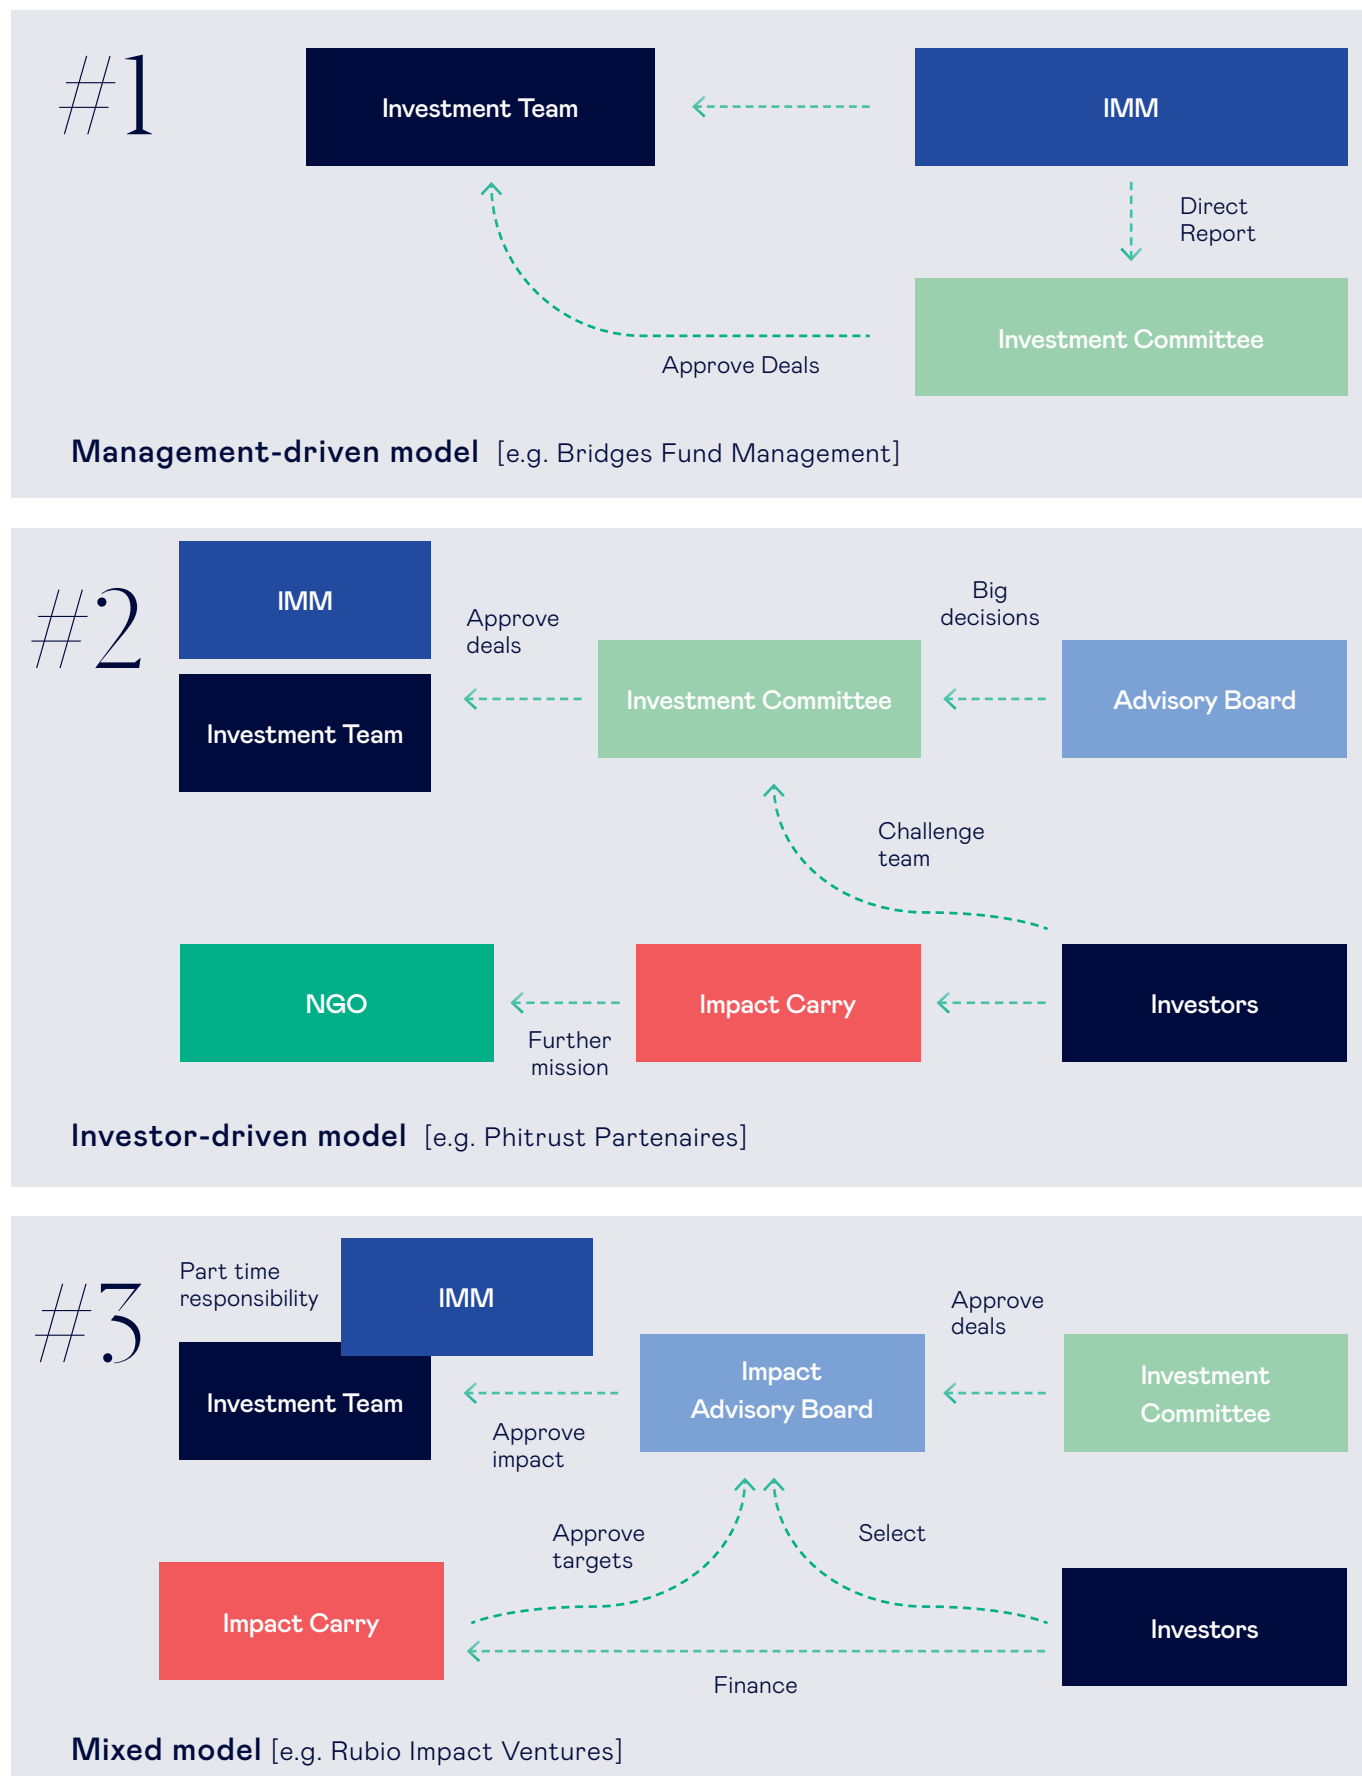 #1
Investment Team
IMM
Direct
Report
Investment Committee
Approve Deals
Management-driven model [e.g. Bridges Fund Management]
#2
IMM
Investment Team
Approve
deals
Investment Committee
Big
decisions
Advisory Board
Challenge
team
NGO
Further
mission
Impact Carry
Investors
Investor-driven model [e.g. Phitrust Partenaires]
#3
Part time
responsibility
IMM
Investment Team
Approve
impact
Impact
Advisory Board
Approve
deals
Investment
Committee
Approve
targets
Select
Impact Carry
Investors
Finance
Mixed model [e.g. Rubio Impact Ventures]